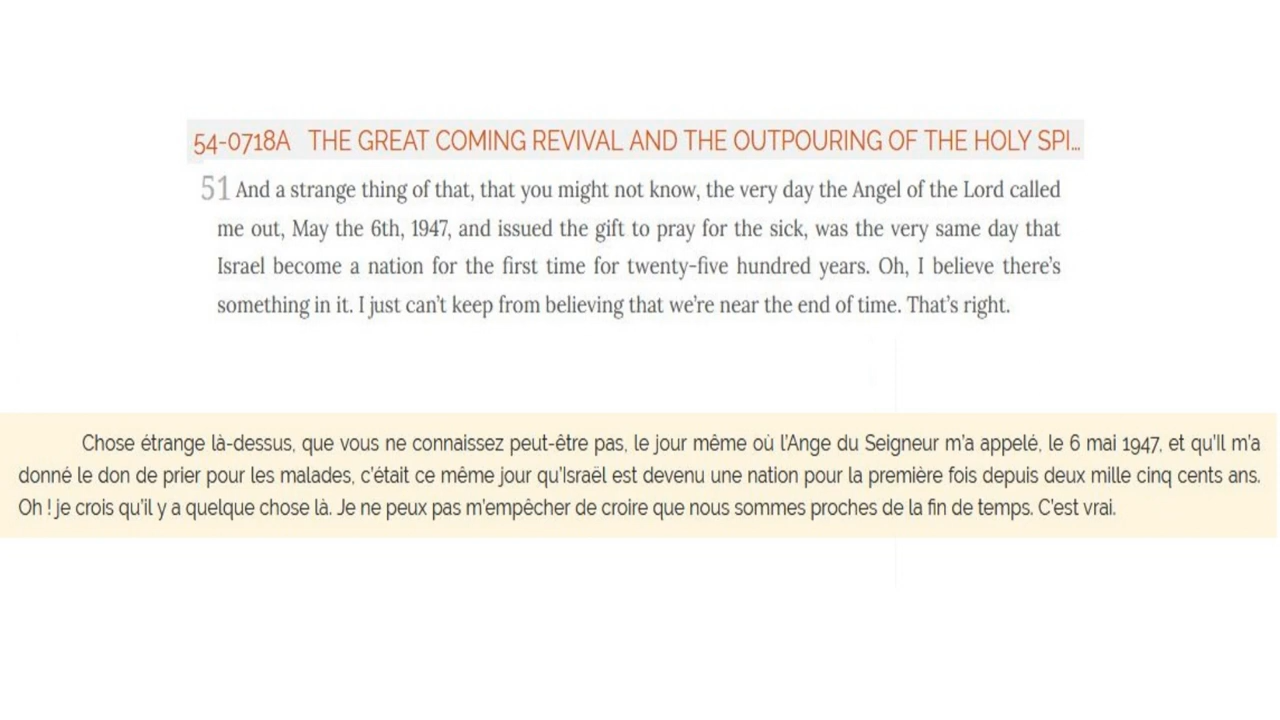 54-0718A THE GREAT COMING REVIVAL AND THE OUTPOURING OF THE HOLY SPI...
51 And a strange thing of that, that you might not know, the very day the Angel of the Lord called
me out, May the 6th, 1947, and issued the gift to pray for the sick, was the very same day that
Israel become a nation for the first time for twenty-five hundred years. Oh, I believe there's
something in it. I just can't keep from believing that we're near the end of time. That's right.
Chose étrange là-dessus, que vous ne connaissez peut-être pas, le jour même où l'Ange du Seigneur m'a appelé, le 6 mai 1947, et qu'Il m'a
donné le don de prier pour les malades, c'était ce même jour qu'Israël est devenu une nation pour la première fois depuis deux mille cinq cents ans.
Oh ! je crois qu'il y a quelque chose là. Je ne peux pas m'empêcher de croire que nous sommes proches de la fin de temps. C'est vrai.